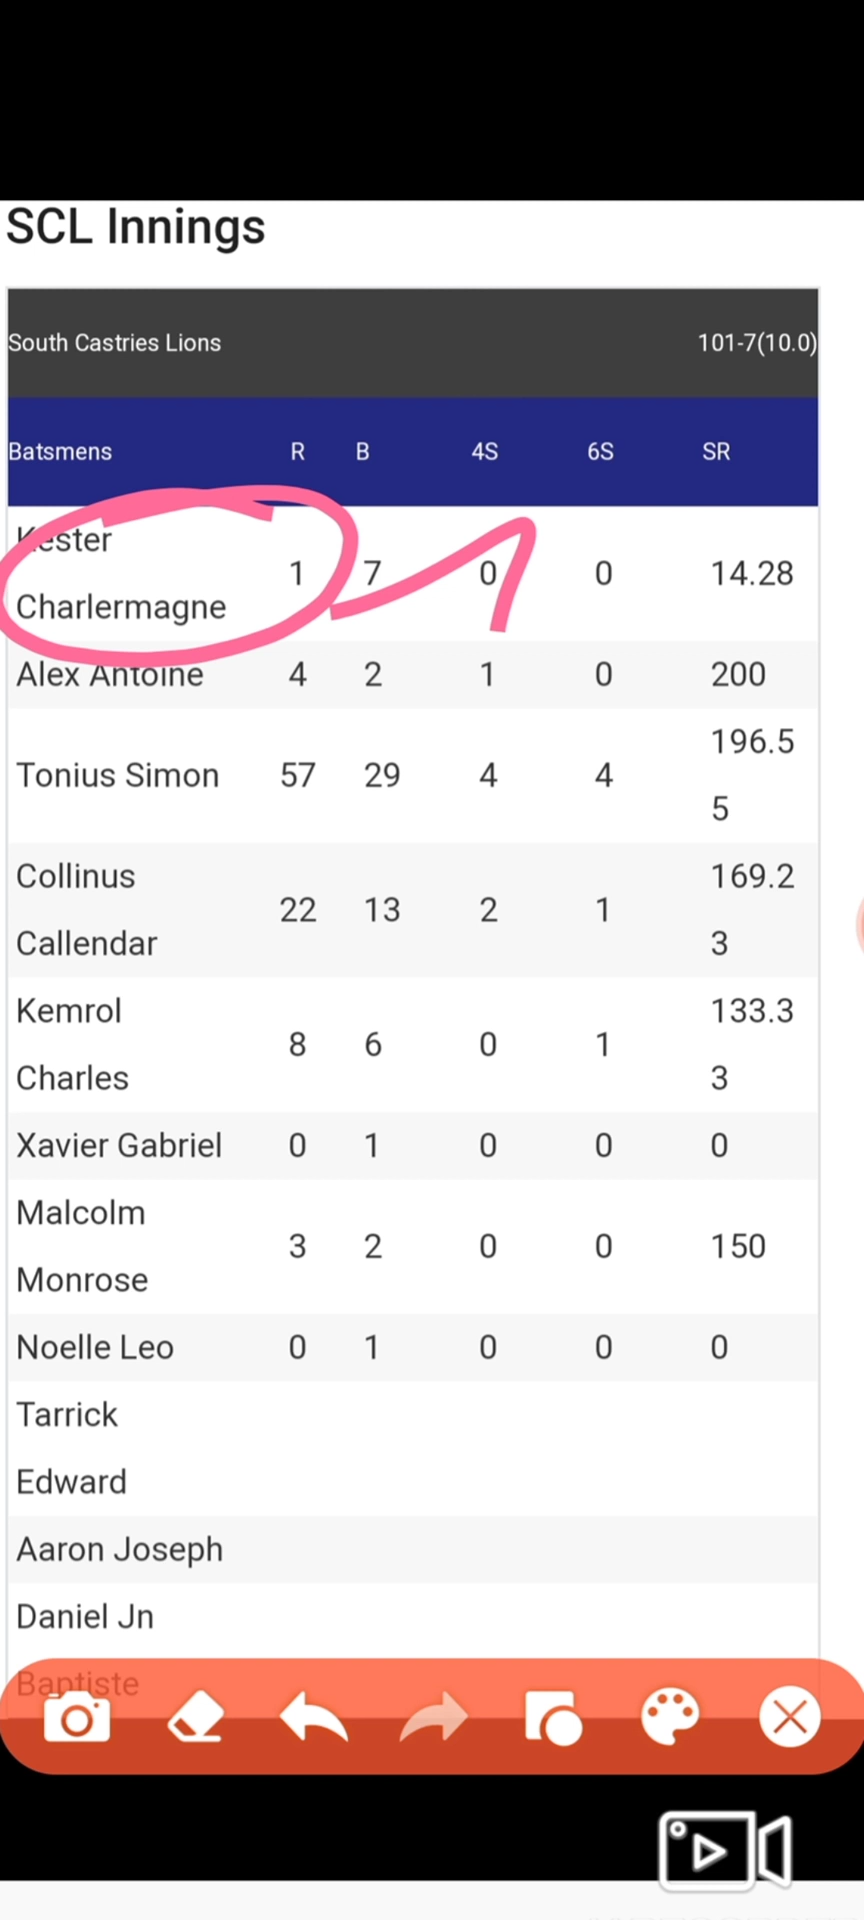 SCL Innings
South Castries Lions 101-7(10.0)
Batsmens R B 4S 6S SR
Kester
Charlermagne 1 7 0 0 14.28
Alex Antoine 4 2 1 0 200
Tonius Simon 57 29 4 4 196.5
5
Collinus
Callendar 22 13 2 1 169.2
3
Kemrol
Charles 8 6 0 1 133.3
3
Xavier Gabriel 0 1 0 0 0
Malcolm
Monrose 3 2 0 0 150
Noelle Leo 0 1 0 0 0
Tarrick
Edward
Aaron Joseph
Daniel Jn
Baptiste